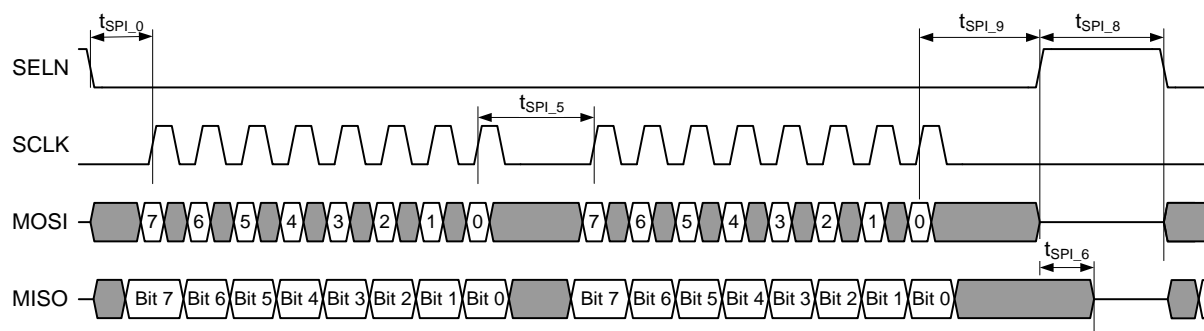 tSPI_0 tSPI_9 tSPI_8
SELN
tSPI_5
SCLK
MOSI 7 6 5 4 3 2 1 0 7 6 5 4 3 2 1 0
tSPI_6
MISO Bit 7 Bit 6 Bit 5 Bit 4 Bit 3 Bit 2 Bit 1 Bit 0 Bit 7 Bit 6 Bit 5 Bit 4 Bit 3 Bit 2 Bit 1 Bit 0